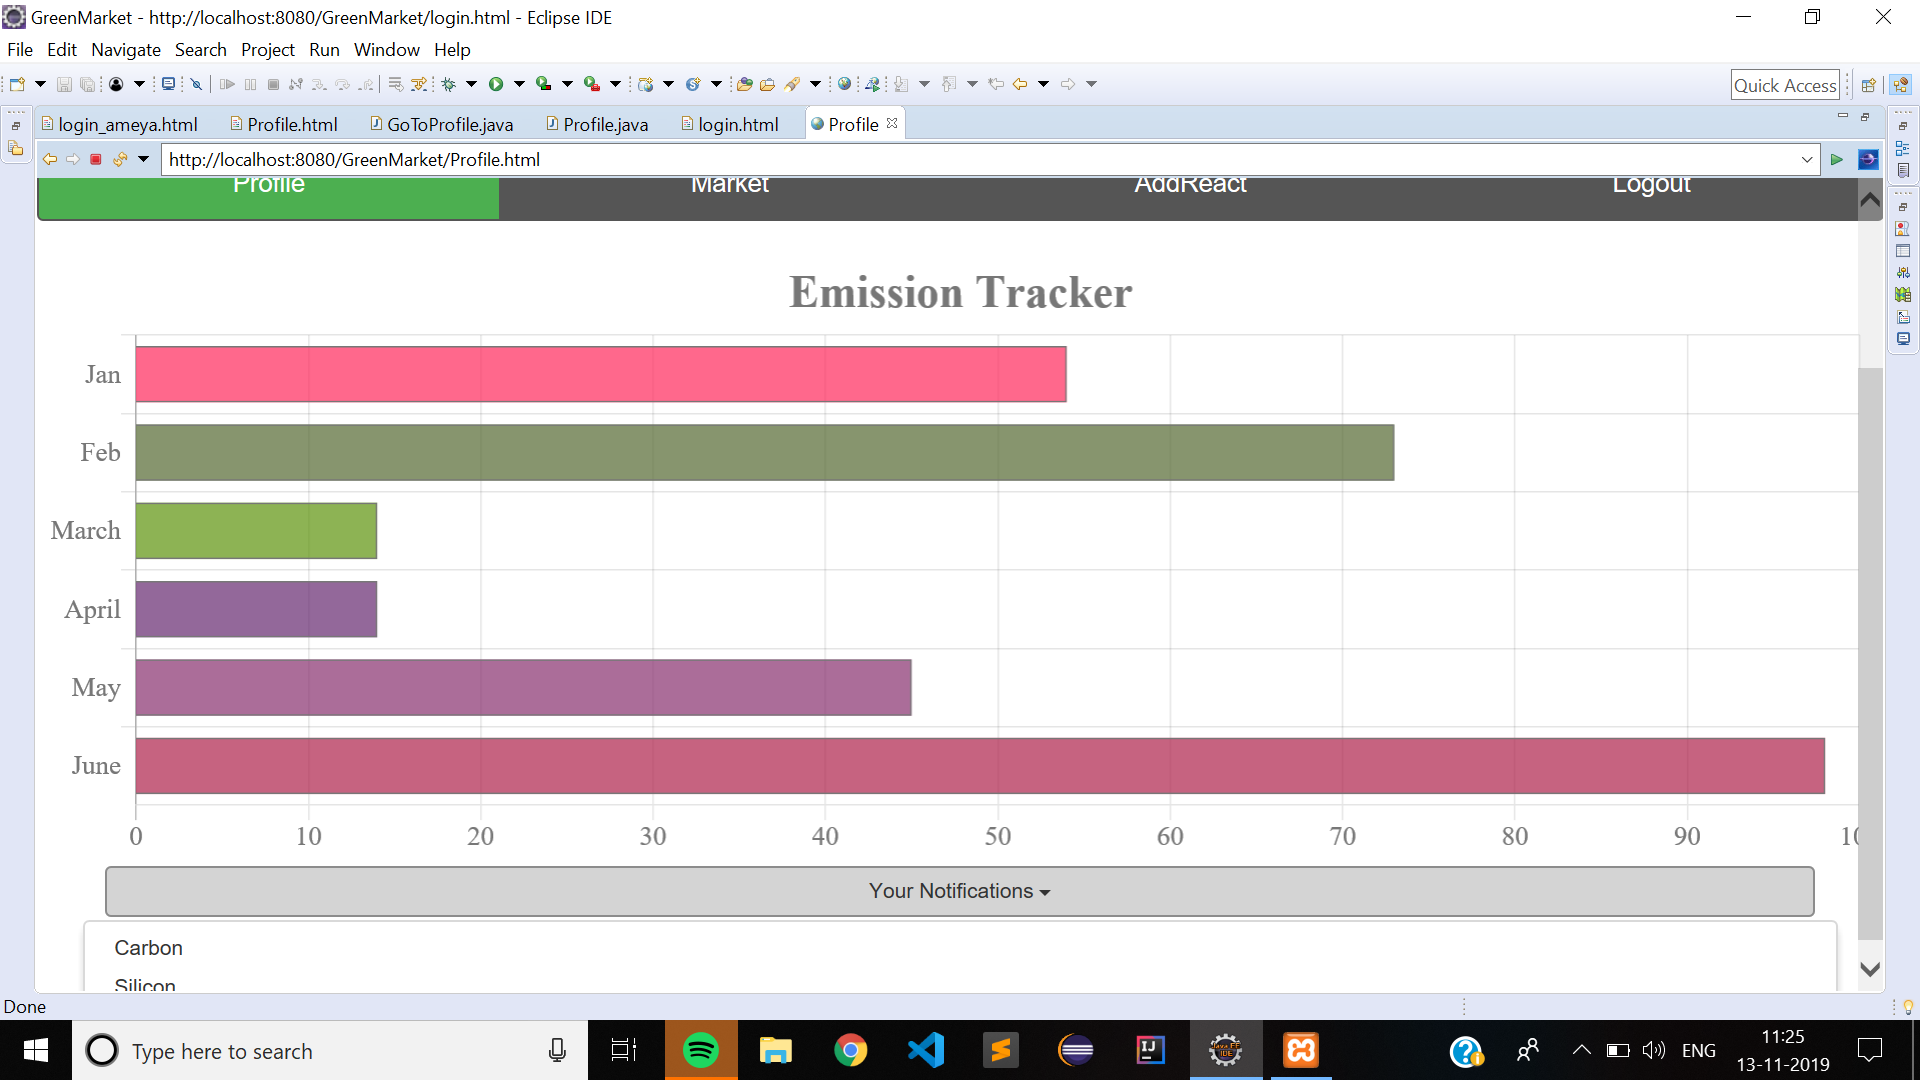 GreenMarket - http://localhost:8080/GreenMarket/login.html - Eclipse IDE
File Edit Navigate Search Project Run Window Help
Quick Access
login_ameya.html Profile.html GoToProfile.java Profile.java login.html Profile
http://localhost:8080/GreenMarket/Profile.html
Profile Market AddReact Logout
Emission Tracker
Jan
Feb
March
April
May
June
0 10 20 30 40 50 60 70 80 90 10
Your Notifications
Carbon
Silicon
Done
Type here to search
ENG
11:25
13-11-2019